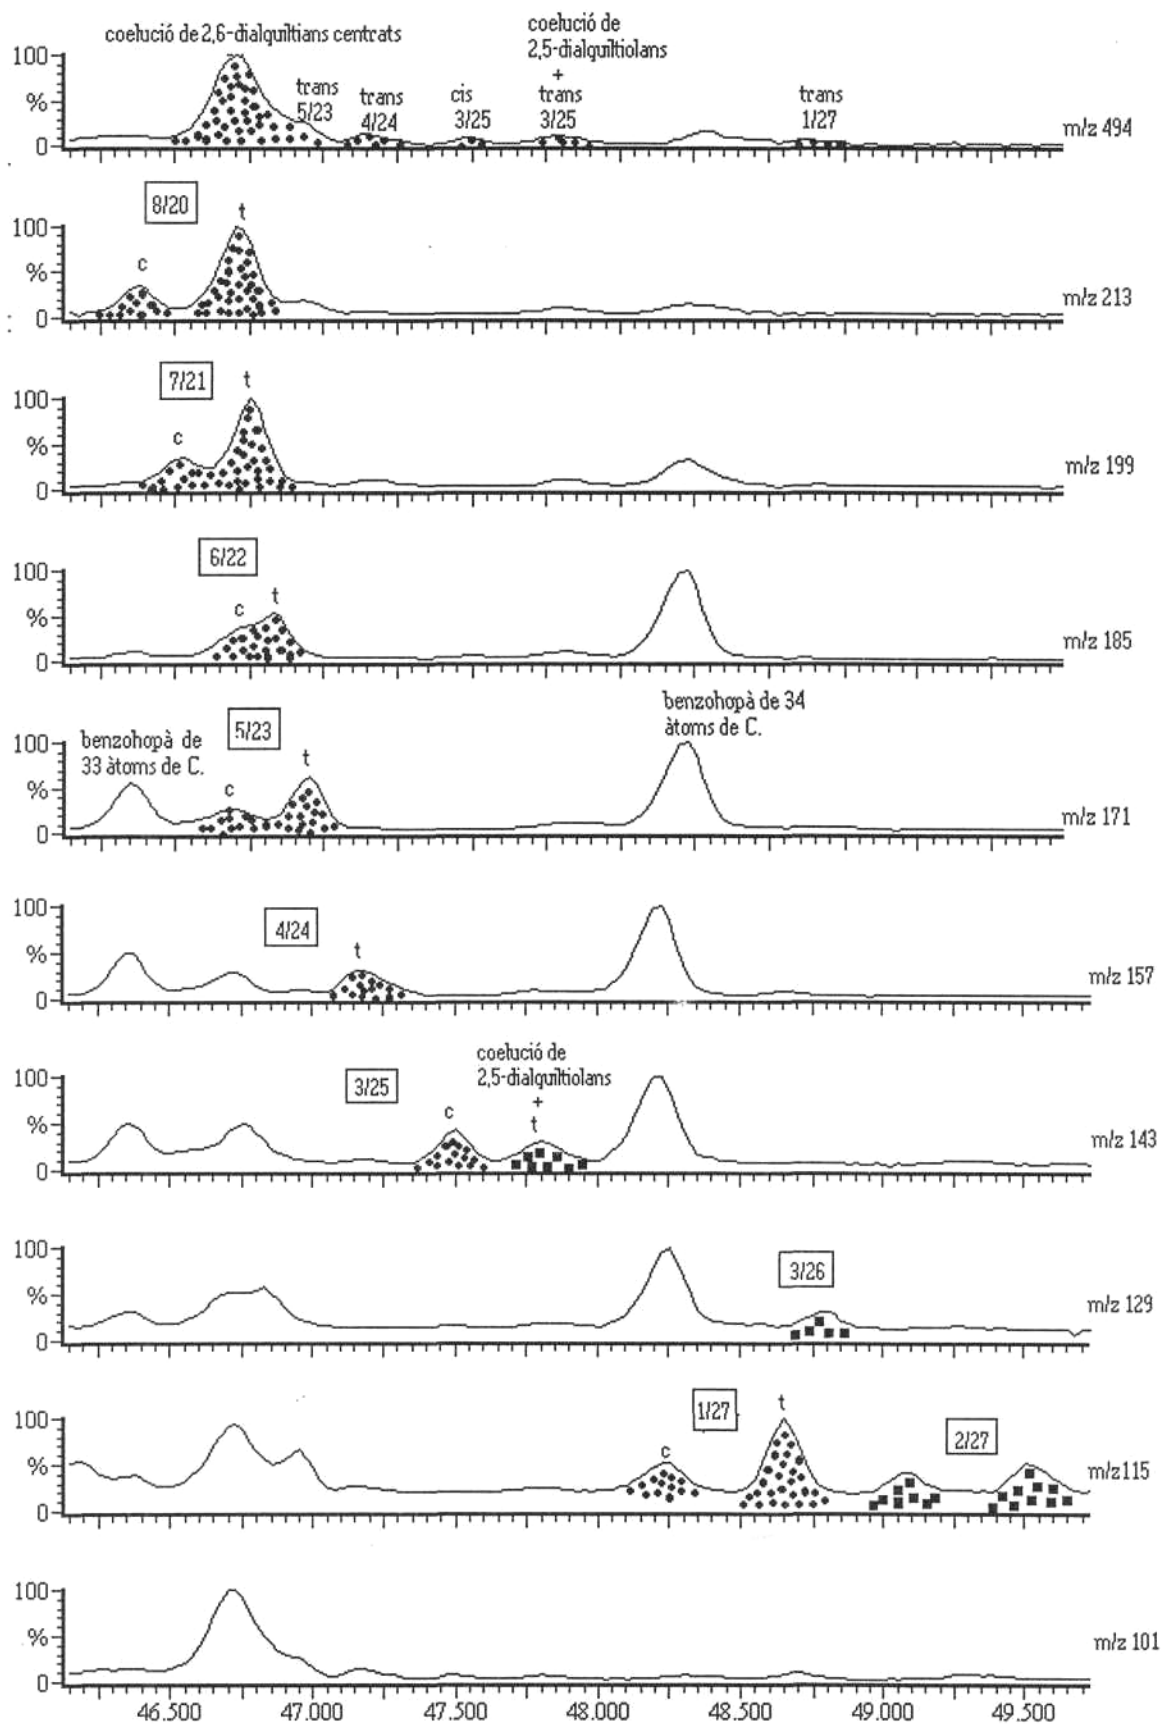 coelució de 2,6-dialquiltians centrats
coelució de
2,5-dialquiltiolans
+
trans
5/23
trans
4/24
cis
3/25
trans
3/25
trans
1/27
100
%
0
m/z 494
8/20
c
t
100
%
0
m/z 213
7/21
c
t
100
%
0
m/z 199
6/22
c
t
100
%
0
m/z 185
benzohopà de
33 àtoms de C.
5/23
c
t
benzohopà de 34
àtoms de C.
100
%
0
m/z 171
4/24
t
100
%
0
m/z 157
3/25
c
coelució de
2,5-dialquiltiolans
+
t
100
%
0
m/z 143
3/26
100
%
0
m/z 129
1/27
c
t
2/27
100
%
0
m/z115
100
%
0
m/z 101
46.500 47.000 47.500 48.000 48.500 49.000 49.500